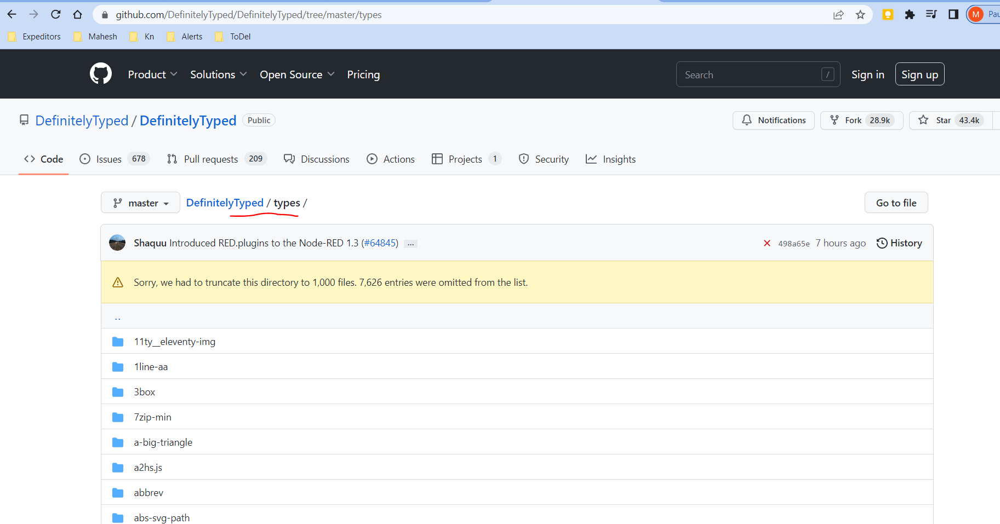 github.com/DefinitelyTyped/DefinitelyTyped/tree/master/types
M Pau
Expeditors Mahesh Kn Alerts ToDel
Product Solutions Open Source Pricing Search / Sign in Sign up
DefinitelyTyped / DefinitelyTyped Public Notifications Fork 28.9k Star 43.4k
Code Issues 678 Pull requests 209 Discussions Actions Projects 1 Security Insights
master DefinitelyTyped / types / Go to file
Shaquu Introduced RED.plugins to the Node-RED 1.3 (#64845) ... 498a65e 7 hours ago History
Sorry, we had to truncate this directory to 1,000 files. 7,626 entries were omitted from the list.
..
11ty__eleventy-img
1line-aa
3box
7zip-min
a-big-triangle
a2hs.js
abbrev
abs-svg-path